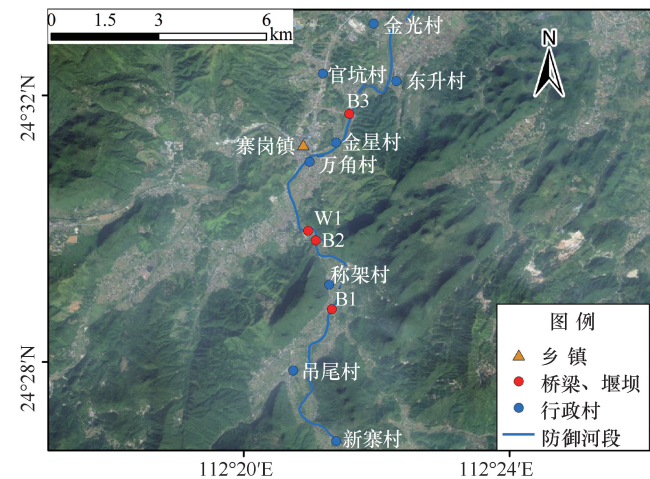 0 1.5 3 6
km
金光村
N
官坑村
东升村
24°32′N
B3
寨岗镇
金星村
万角村
W1
B2
称架村
B1
图 例
乡 镇
桥梁、堰坝
行政村
防御河段
24°28′N
吊尾村
新寨村
112°20′E
112°24′E